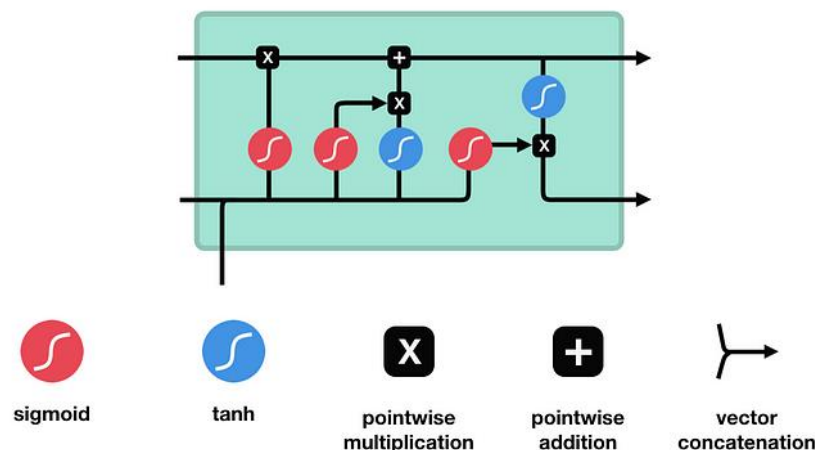 X
+
X
X
X
+
sigmoid
tanh
pointwise
multiplication
pointwise
addition
vector
concatenation